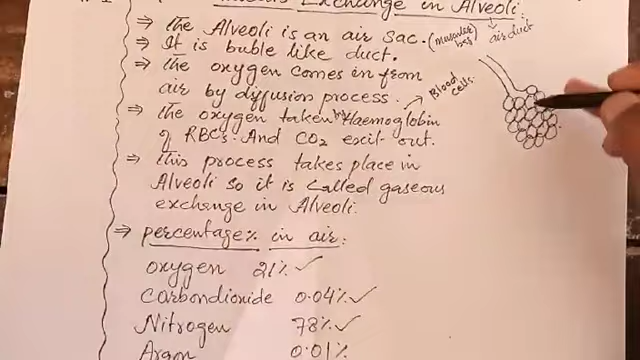 Exchange in Alveoli.
⇒ The Alveoli is an air sac.
⇒ It is buble like duct.
air duct
⇒ The oxygen comes in from
air by diffusion process.
Blood
cells.
⇒ The oxygen taken by Haemoglobin
of RBCs. And CO2 exit out.
⇒ This process takes place in
Alveoli so it is called gaseous
exchange in Alveoli.
⇒ percentage% in air:
oxygen 21% ✓
Carbondioxide 0.04% ✓
Nitrogen 78% ✓
Argon 0.01%